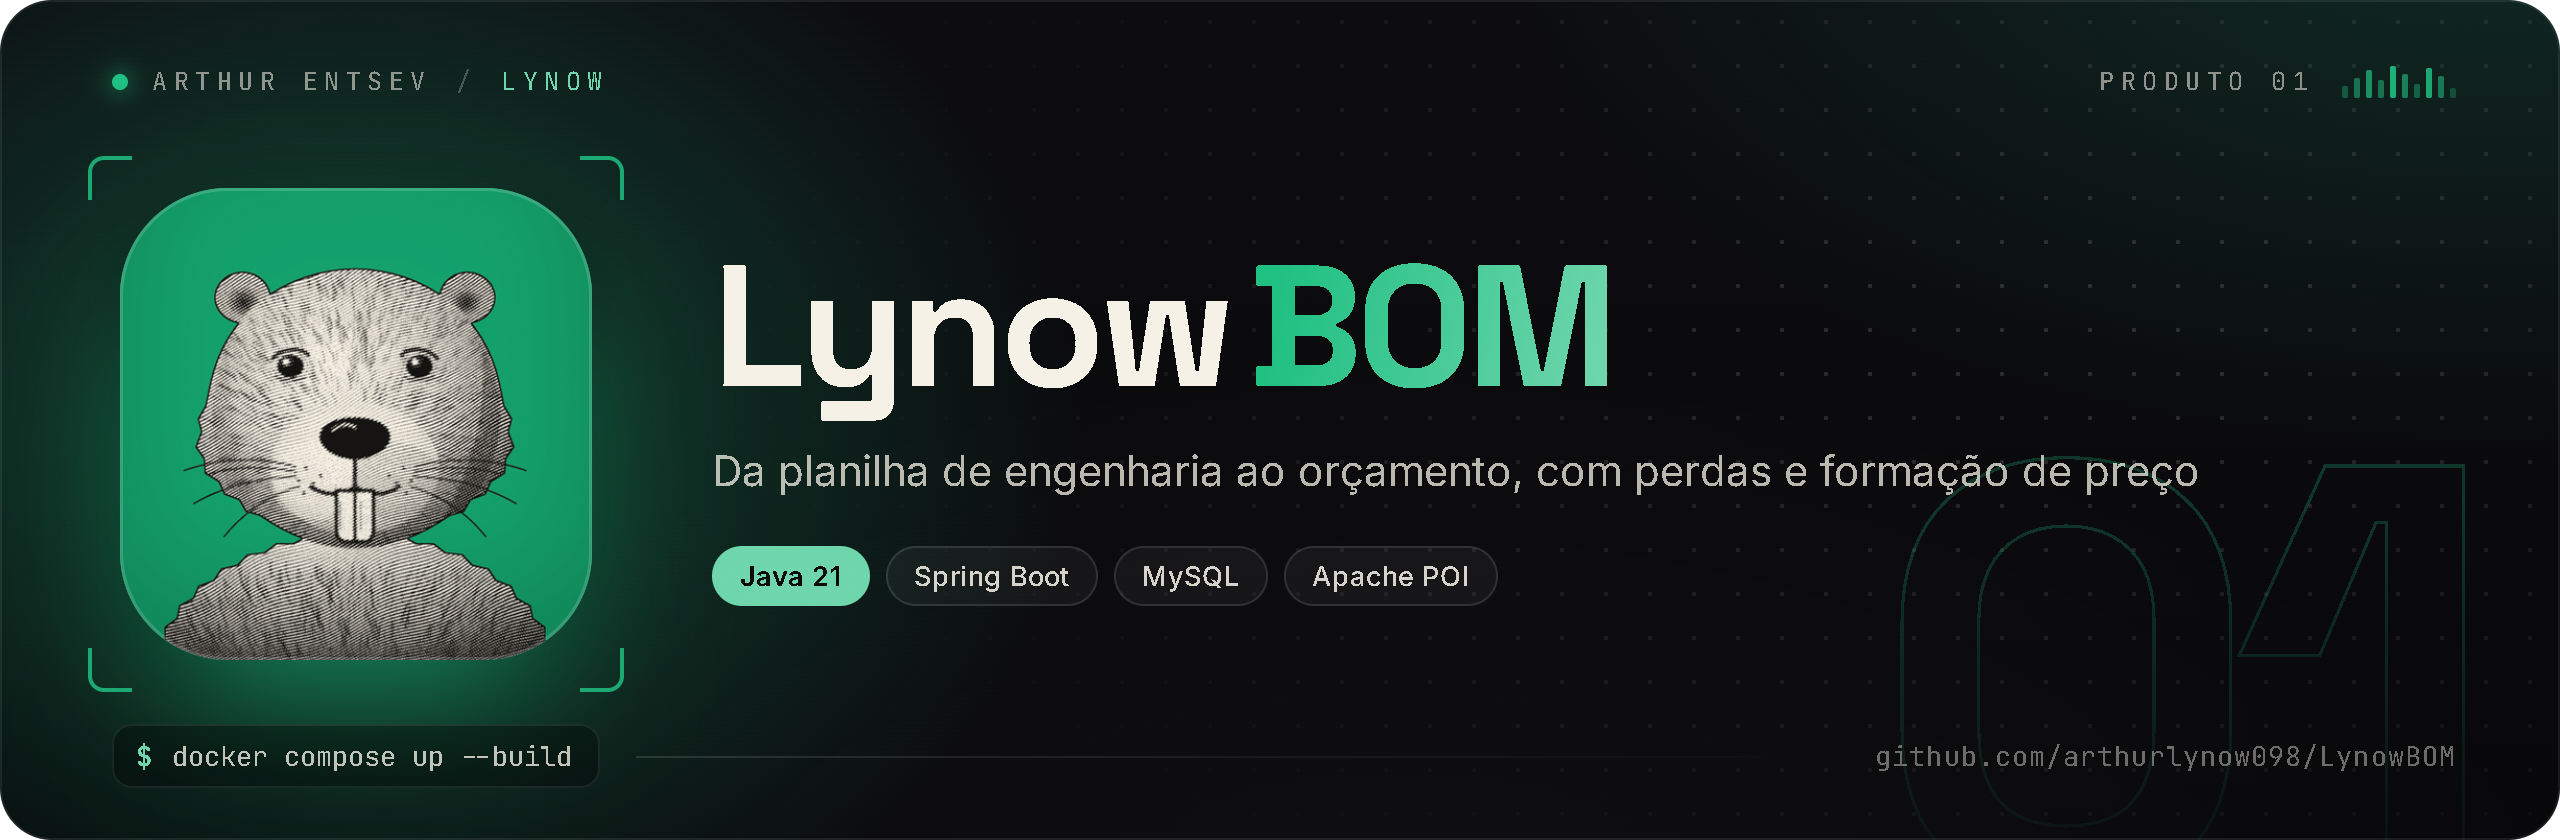 ARTHUR ENTSEV / LYNOW
PRODUTO 01
Lynow BOM
Da planilha de engenharia ao orçamento, com perdas e formação de preço
Java 21
Spring Boot
MySQL
Apache POI
01
$ docker compose up --build
github.com/arthurlynow098/LynowBOM